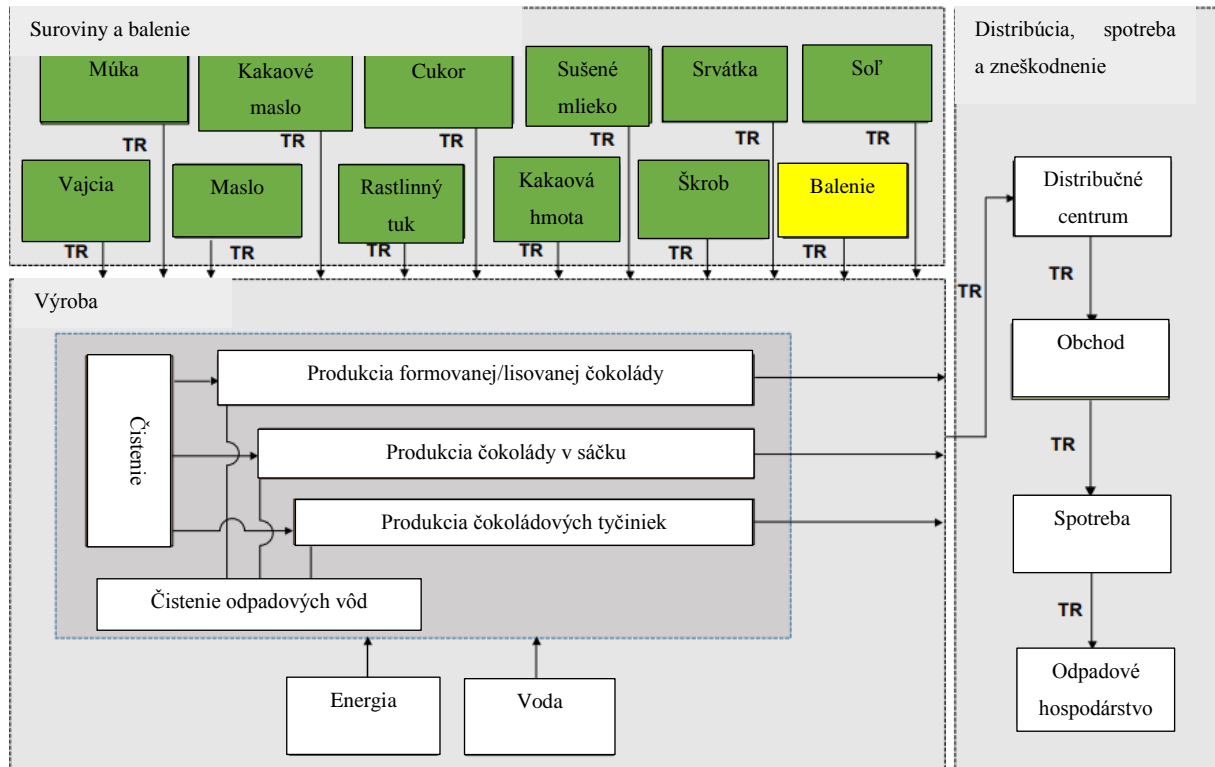 Suroviny a balenie
Múka
Kakaové
maslo
Cukor
Sušené
mlieko
Srvátka
Soľ
TR
TR
TR
TR
TR
TR
Vajcia
Maslo
Rastlinný
tuk
Kakaová
hmota
Škrob
Balenie
TR
TR
TR
TR
TR
TR
Výroba
Čistenie
Produkcia formovanej/lisovanej čokolády
Produkcia čokolády v sáčku
Produkcia čokoládových tyčiniek
Čistenie odpadových vôd
Energia
Voda
TR
Distribúcia, spotreba
a zneškodnenie
Distribučné
centrum
TR
Obchod
TR
Spotreba
TR
Odpadové
hospodárstvo